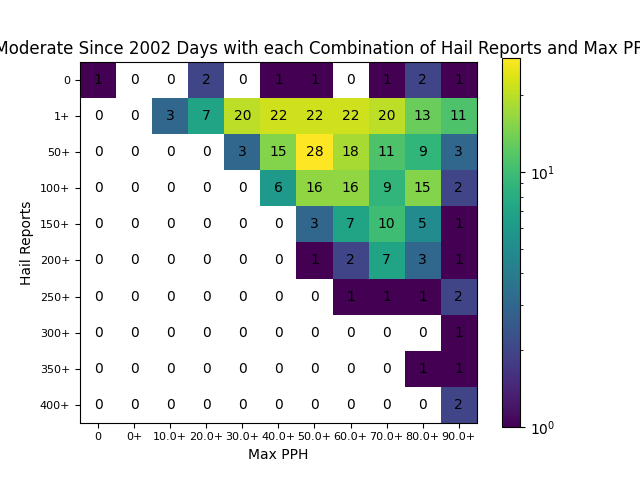 Moderate Since 2002 Days with each Combination of Hail Reports and Max PP
0 1 0 0 2 0 1 1 0 1 2 1
1+ 0 0 3 7 20 22 22 22 20 13 11
50+ 0 0 0 0 3 15 28 18 11 9 3
100+ 0 0 0 0 0 6 16 16 9 15 2
150+ 0 0 0 0 0 0 3 7 10 5 1
200+ 0 0 0 0 0 0 1 2 7 3 1
250+ 0 0 0 0 0 0 0 1 1 1 2
300+ 0 0 0 0 0 0 0 0 0 0 1
350+ 0 0 0 0 0 0 0 0 0 1 1
400+ 0 0 0 0 0 0 0 0 0 0 2
0 0+ 10.0+ 20.0+ 30.0+ 40.0+ 50.0+ 60.0+ 70.0+ 80.0+ 90.0+
Max PPH
Hail Reports
10¹
10⁰